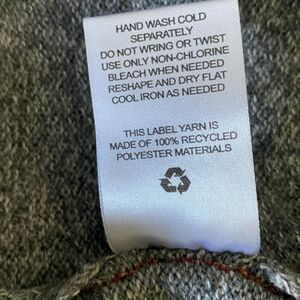 HAND WASH COLD
SEPARATELY
DO NOT WRING OR TWIST
USE ONLY NON-CHLORINE
BLEACH WHEN NEEDED
RESHAPE AND DRY FLAT
COOL IRON AS NEEDED
THIS LABEL YARN IS
MADE OF 100% RECYCLED
POLYESTER MATERIALS